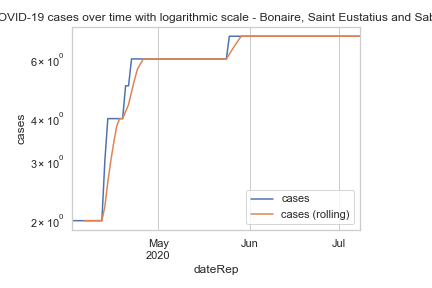 OVID-19 cases over time with logarithmic scale - Bonaire, Saint Eustatius and Sab
6 × 10⁰
4 × 10⁰
3 × 10⁰
2 × 10⁰
cases
May
2020
Jun
Jul
dateRep
cases
cases (rolling)